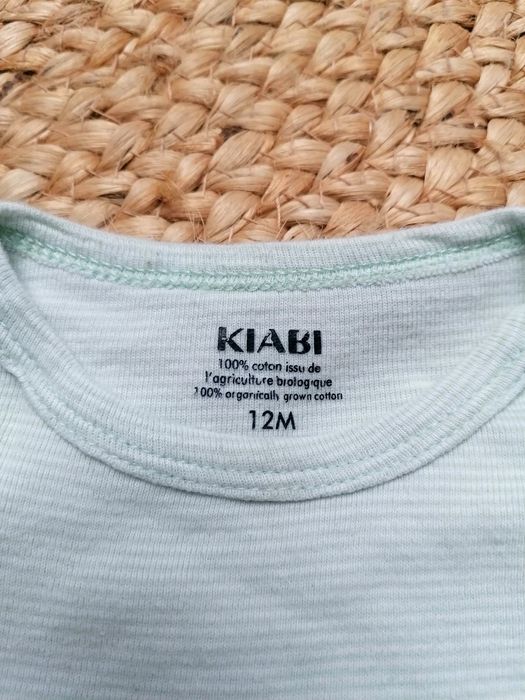 KIABI
100% coton issu de
l'agriculture biologique
100% organically grown cotton
12M